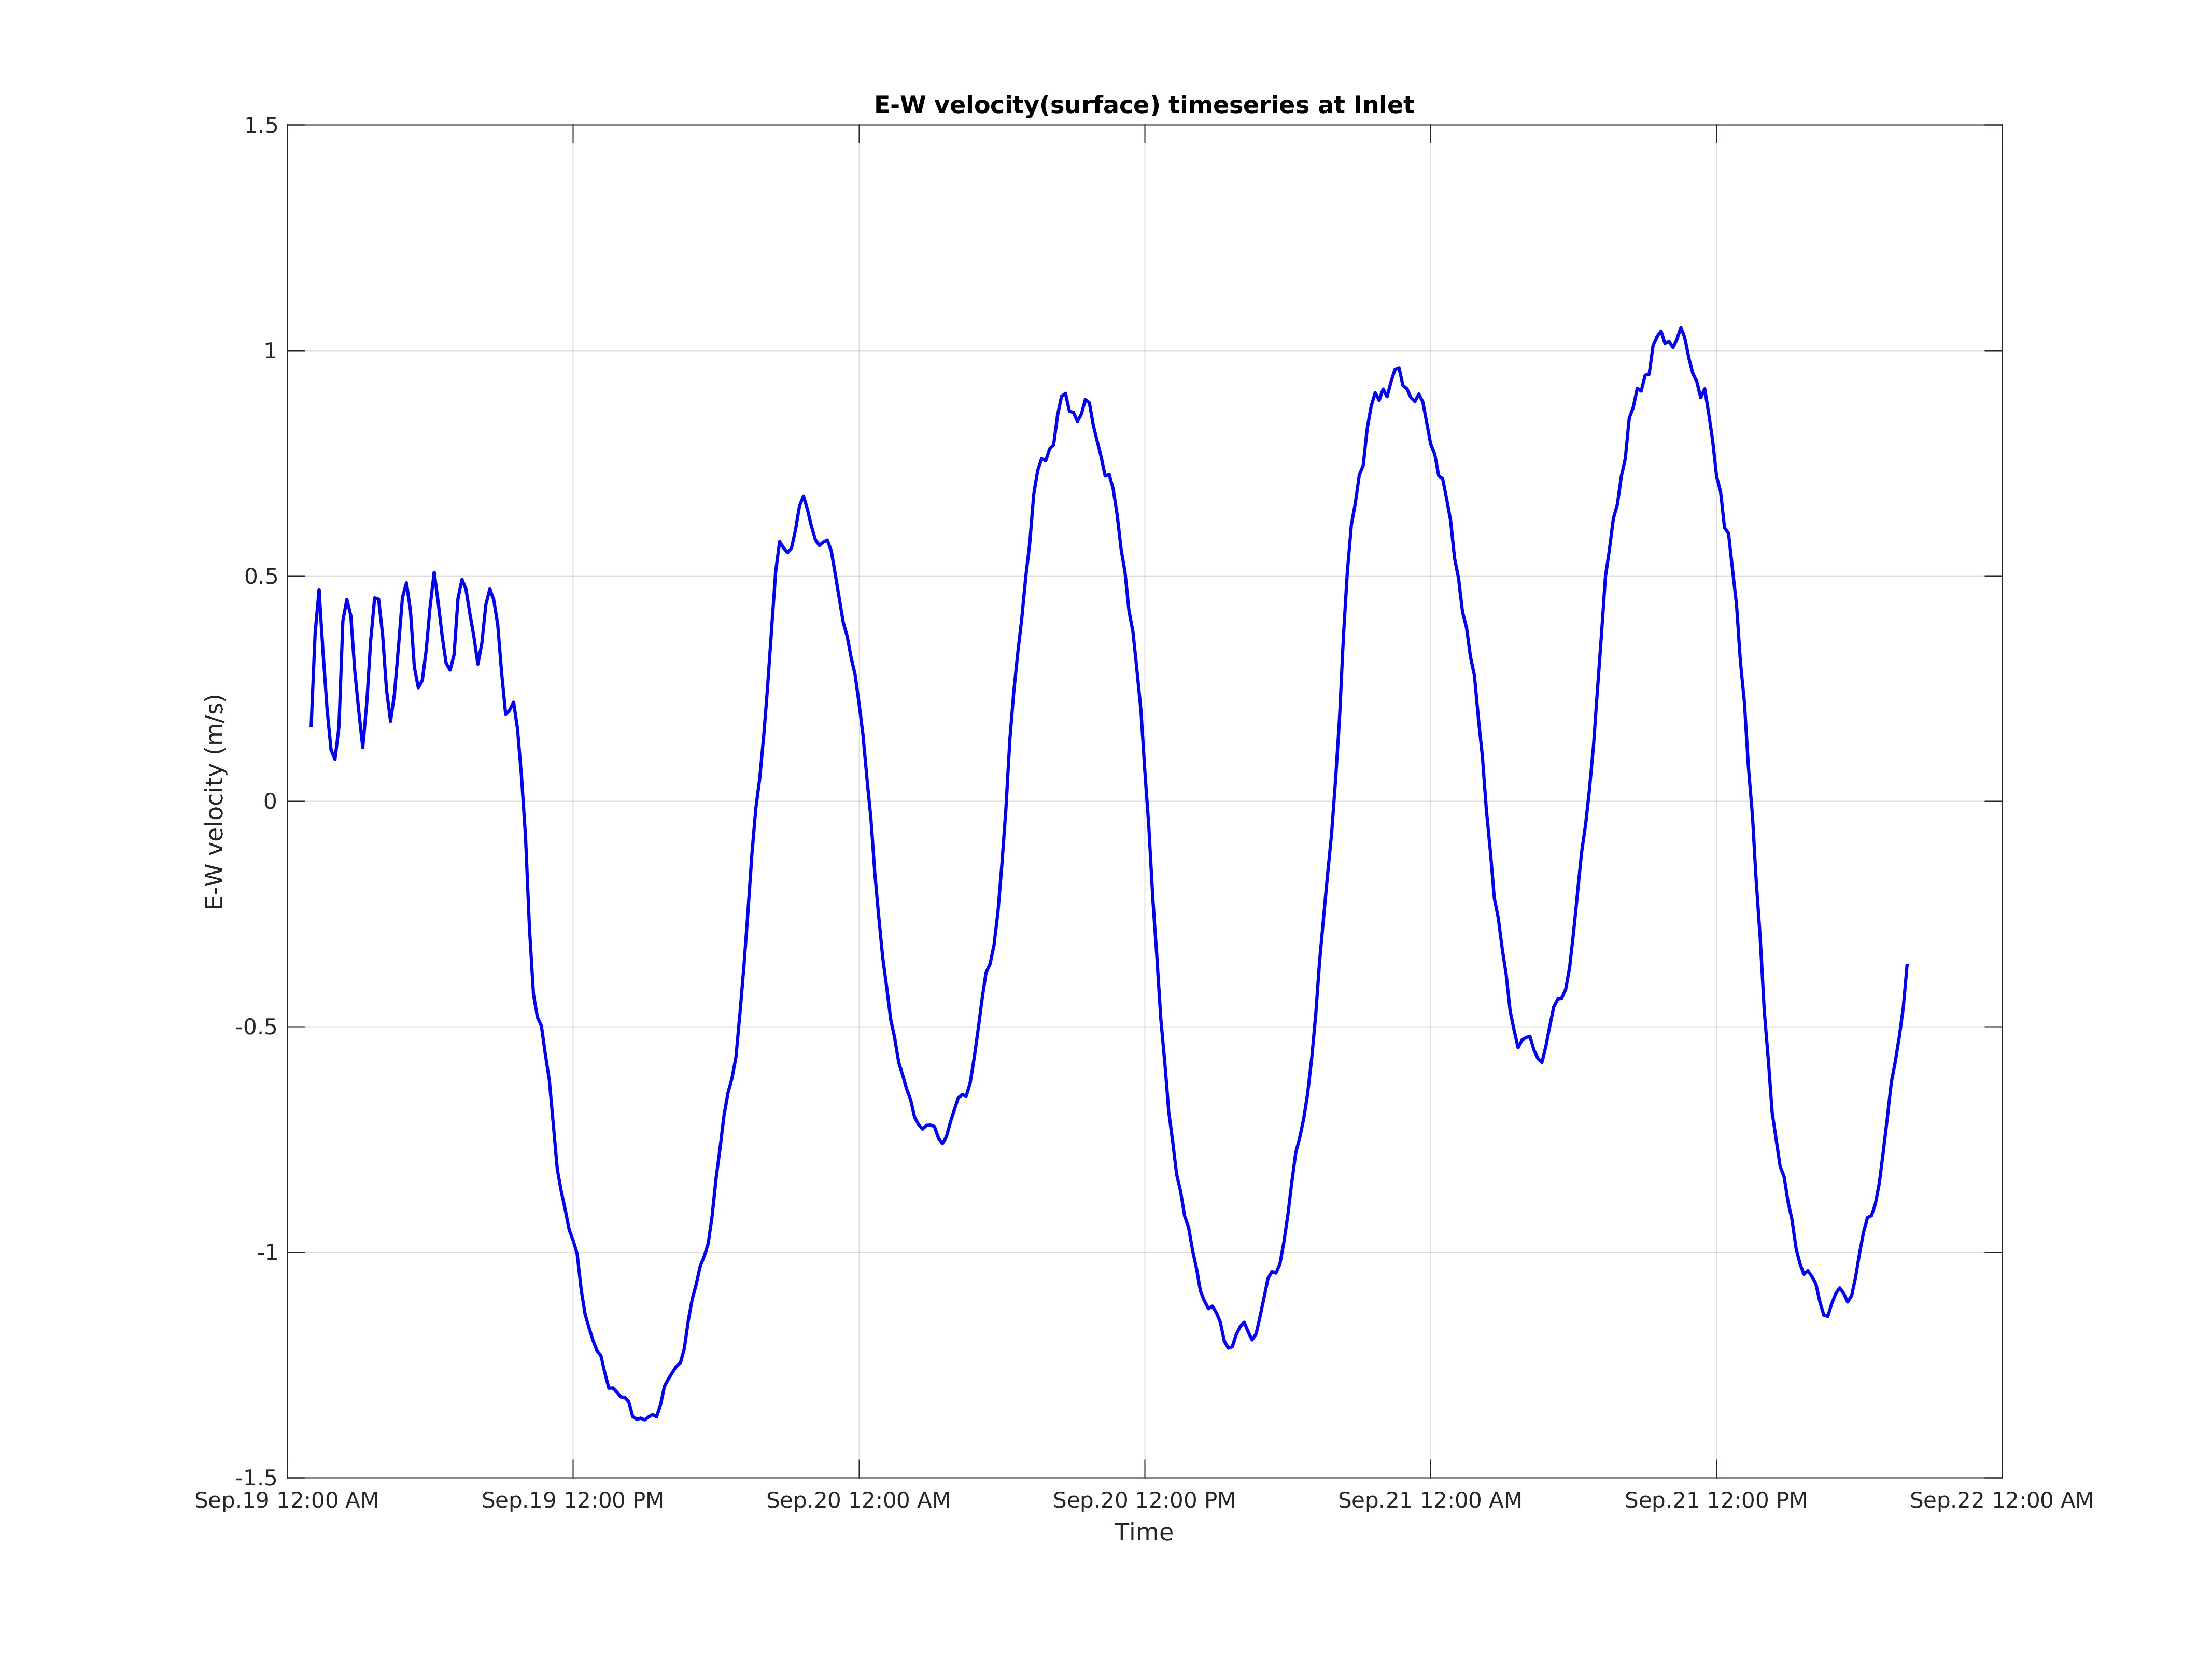 E-W velocity(surface) timeseries at Inlet
1.5
1
0.5
0
-0.5
-1
-1.5
E-W velocity (m/s)
Sep.19 12:00 AM Sep.19 12:00 PM Sep.20 12:00 AM Sep.20 12:00 PM Sep.21 12:00 AM Sep.21 12:00 PM Sep.22 12:00 AM
Time